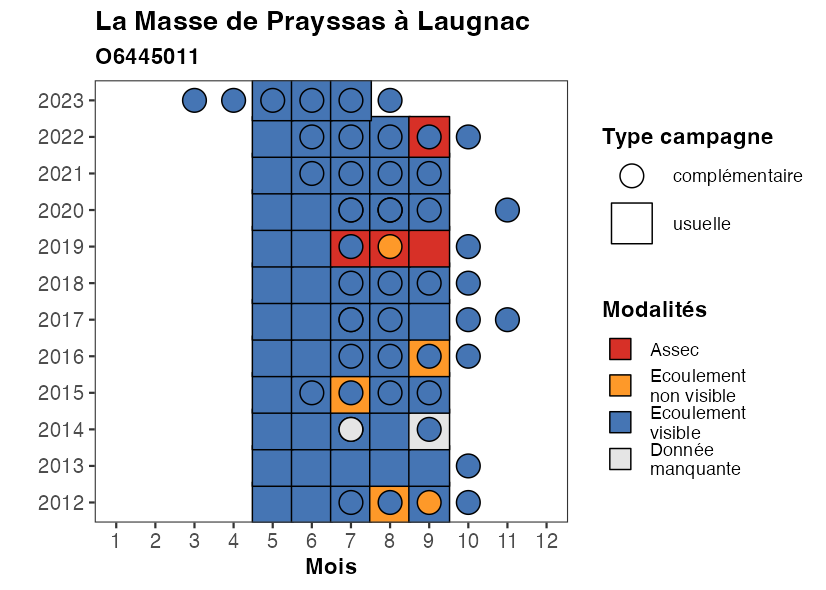 La Masse de Prayssas à Laugnac
O6445011
2023
2022
2021
2020
2019
2018
2017
2016
2015
2014
2013
2012
1 2 3 4 5 6 7 8 9 10 11 12
Mois
Type campagne
complémentaire
usuelle
Modalités
Assec
Ecoulement
non visible
Ecoulement
visible
Donnée
manquante